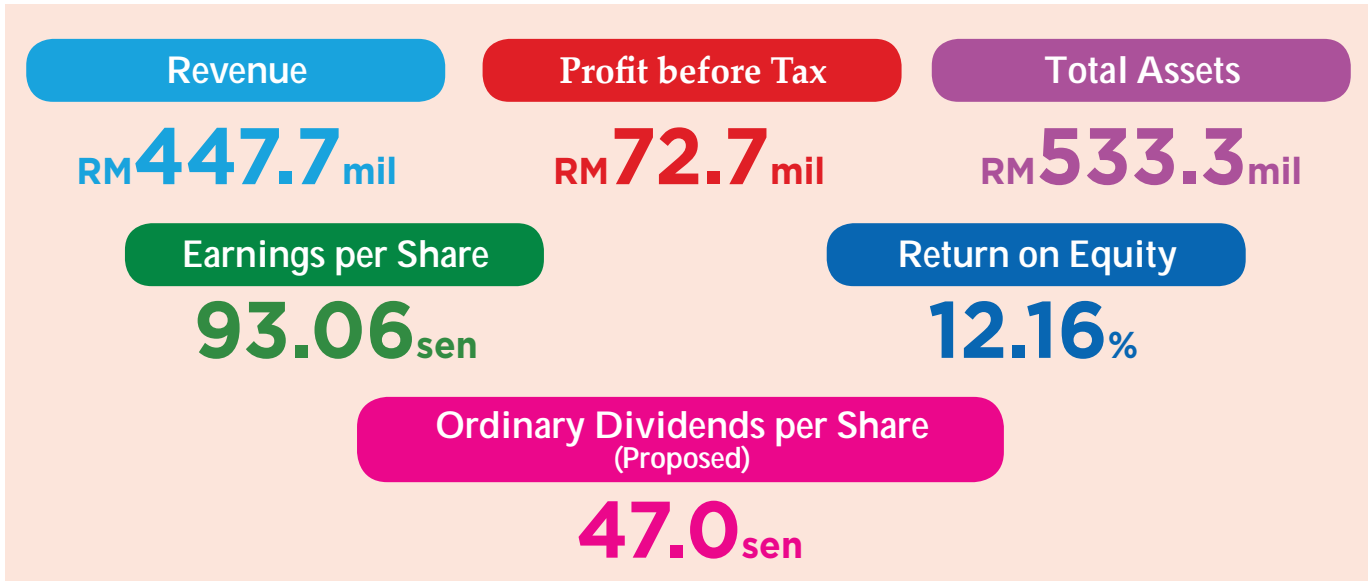 Revenue
RM447.7mil
Profit before Tax
RM72.7mil
Total Assets
RM533.3mil
Earnings per Share
93.06sen
Return on Equity
12.16%
Ordinary Dividends per Share
(Proposed)
47.0sen